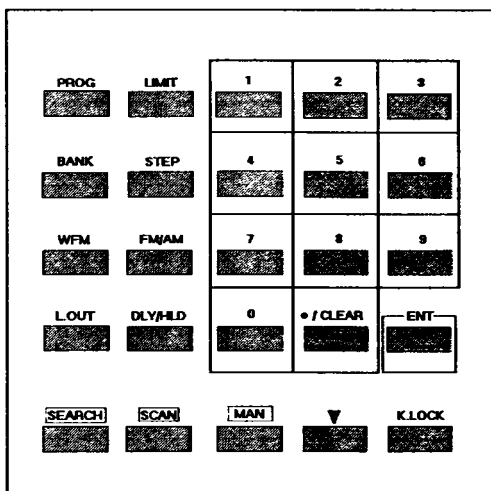 PROG LIMIT 1 2 3
BANK STEP 4 5 6
WFM FM/AM 7 8 9
L.OUT DLY/HLD 0 • / CLEAR ENT
SEARCH SCAN MAN ▼ K.LOCK